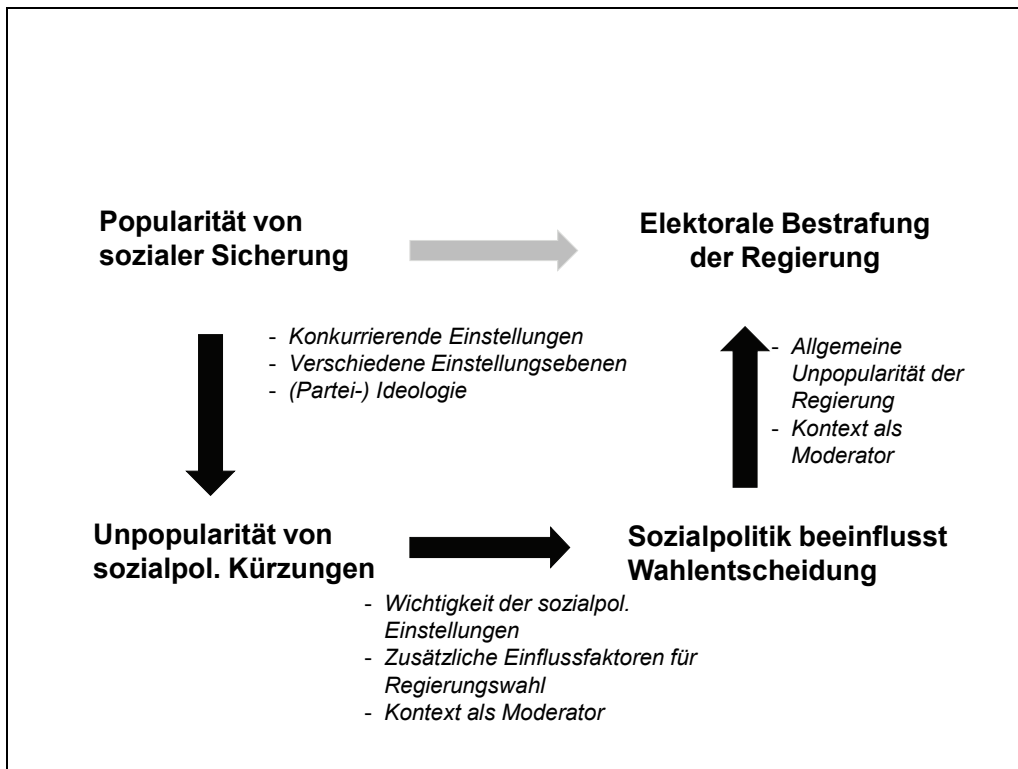 Popularität von
sozialer Sicherung
Elektorale Bestrafung
der Regierung
- Konkurrierende Einstellungen
- Verschiedene Einstellungsebenen
- (Partei-) Ideologie
- Allgemeine
Unpopularität der
Regierung
- Kontext als
Moderator
Unpopularität von
sozialpol. Kürzungen
Sozialpolitik beeinflusst
Wahlentscheidung
- Wichtigkeit der sozialpol.
Einstellungen
- Zusätzliche Einflussfaktoren für
Regierungswahl
- Kontext als Moderator